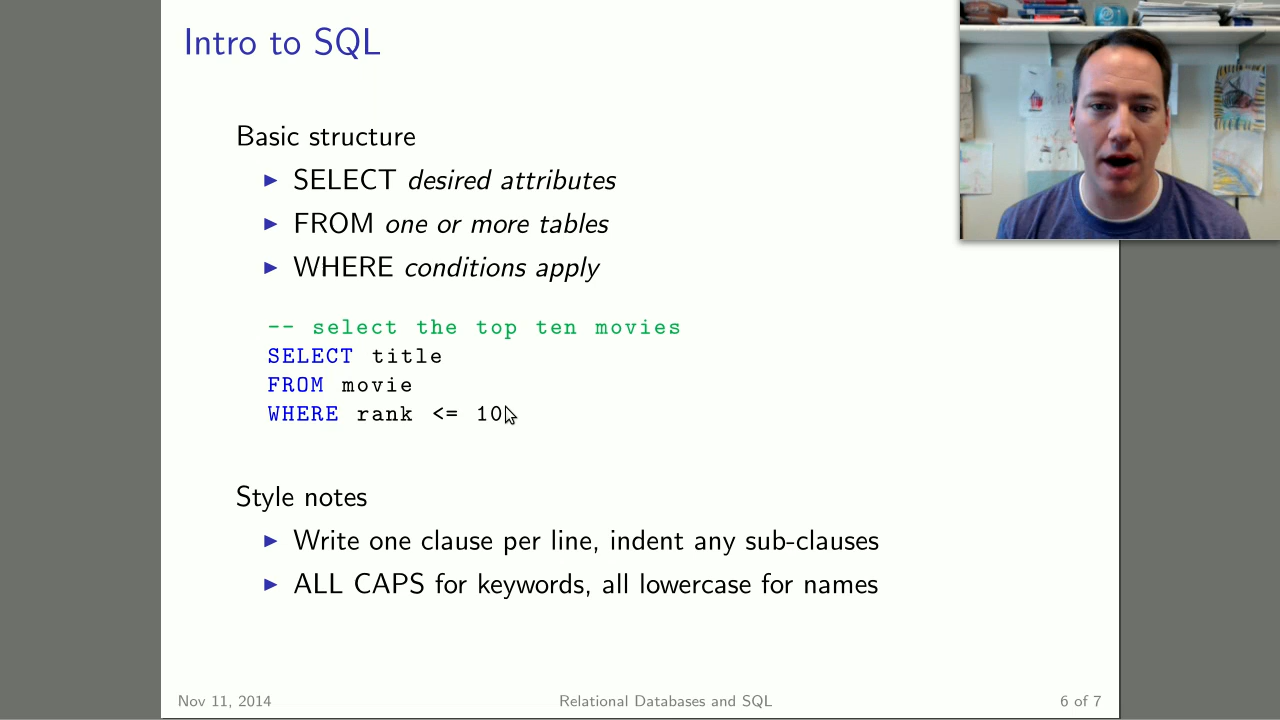 Intro to SQL
Basic structure
▶ SELECT desired attributes
▶ FROM one or more tables
▶ WHERE conditions apply
-- select the top ten movies
SELECT title
FROM movie
WHERE rank <= 10
Style notes
▶ Write one clause per line, indent any sub-clauses
▶ ALL CAPS for keywords, all lowercase for names
Nov 11, 2014
Relational Databases and SQL
6 of 7